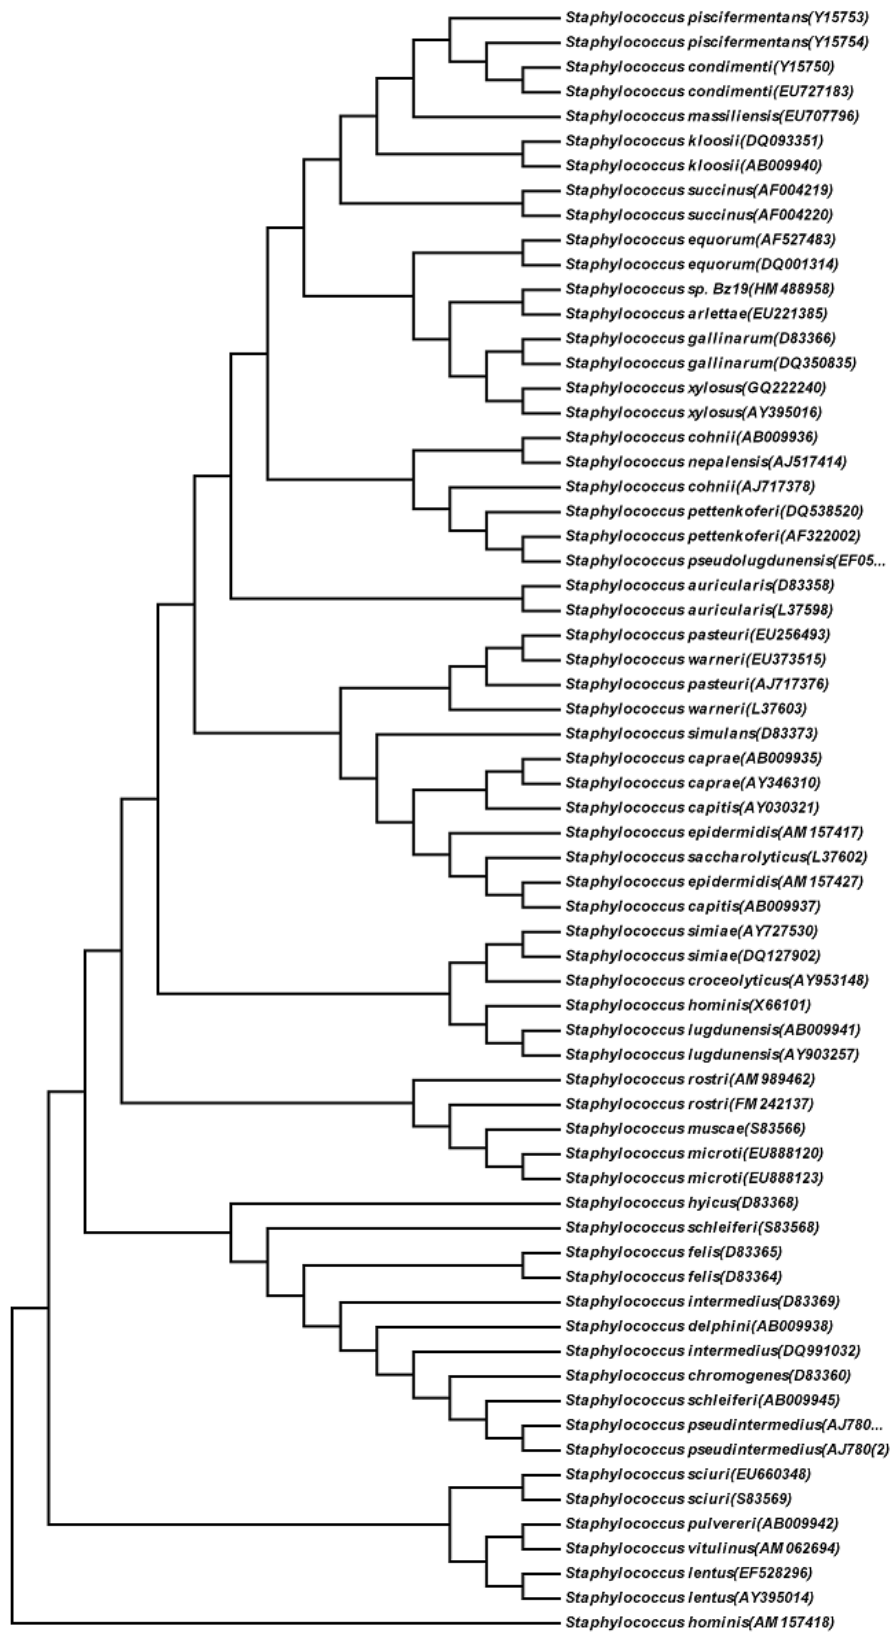 Staphylococcus piscifermentans(Y15753)
Staphylococcus piscifermentans(Y15754)
Staphylococcus condimenti(Y15750)
Staphylococcus condimenti(EU727183)
Staphylococcus massiliensis(EU707796)
Staphylococcus kloosii(DQ093351)
Staphylococcus kloosii(AB009940)
Staphylococcus succinus(AF004219)
Staphylococcus succinus(AF004220)
Staphylococcus equorum(AF527483)
Staphylococcus equorum(DQ001314)
Staphylococcus sp. Bz19(HM488958)
Staphylococcus arlettae(EU221385)
Staphylococcus gallinarum(D83366)
Staphylococcus gallinarum(DQ350835)
Staphylococcus xylosus(GQ222240)
Staphylococcus xylosus(AY395016)
Staphylococcus cohnii(AB009936)
Staphylococcus nepalensis(AJ517414)
Staphylococcus cohnii(AJ717378)
Staphylococcus pettenkoferi(DQ538520)
Staphylococcus pettenkoferi(AF322002)
Staphylococcus pseudolugdunensis(EF05...
Staphylococcus auricularis(D83358)
Staphylococcus auricularis(L37598)
Staphylococcus pasteuri(EU256493)
Staphylococcus warneri(EU373515)
Staphylococcus pasteuri(AJ717376)
Staphylococcus warneri(L37603)
Staphylococcus simulans(D83373)
Staphylococcus caprae(AB009935)
Staphylococcus caprae(AY346310)
Staphylococcus capitis(AY030321)
Staphylococcus epidermidis(AM157417)
Staphylococcus saccharolyticus(L37602)
Staphylococcus epidermidis(AM157427)
Staphylococcus capitis(AB009937)
Staphylococcus simiae(AY727530)
Staphylococcus simiae(DQ127902)
Staphylococcus croceolyticus(AY953148)
Staphylococcus hominis(X66101)
Staphylococcus lugdunensis(AB009941)
Staphylococcus lugdunensis(AY903257)
Staphylococcus rostri(AM989462)
Staphylococcus rostri(FM242137)
Staphylococcus muscae(S83566)
Staphylococcus microti(EU888120)
Staphylococcus microti(EU888123)
Staphylococcus hyicus(D83368)
Staphylococcus schleiferi(S83568)
Staphylococcus felis(D83365)
Staphylococcus felis(D83364)
Staphylococcus intermedius(D83369)
Staphylococcus delphini(AB009938)
Staphylococcus intermedius(DQ991032)
Staphylococcus chromogenes(D83360)
Staphylococcus schleiferi(AB009945)
Staphylococcus pseudintermedius(AJ780...
Staphylococcus pseudintermedius(AJ780(2)
Staphylococcus sciuri(EU660348)
Staphylococcus sciuri(S83569)
Staphylococcus pulvereri(AB009942)
Staphylococcus vitulinus(AM062694)
Staphylococcus lentus(EF528296)
Staphylococcus lentus(AY395014)
Staphylococcus hominis(AM157418)